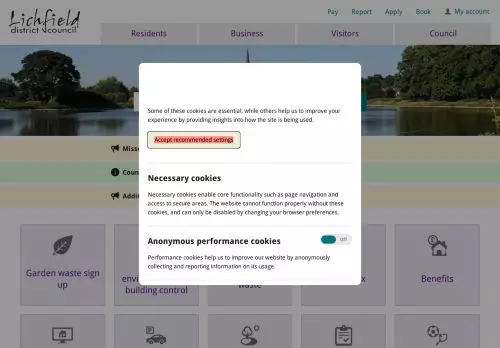 Lichfield
district council
Pay
Report
Apply
Book
My account
Residents
Business
Visitors
Council
Some of these cookies are essential, while others help us to improve your
experience by providing insights into how the site is being used.
Accept recommended settings
Misse
Necessary cookies
Coun
Necessary cookies enable core functionality such as page navigation and
access to secure areas. The website cannot function properly without these
cookies, and can only be disabled by changing your browser preferences.
Addi
Anonymous performance cookies
off
Performance cookies help us to improve our website by anonymously
collecting and reporting information on its usage.
Garden waste sign
up
envi
building control
waste
x
Benefits